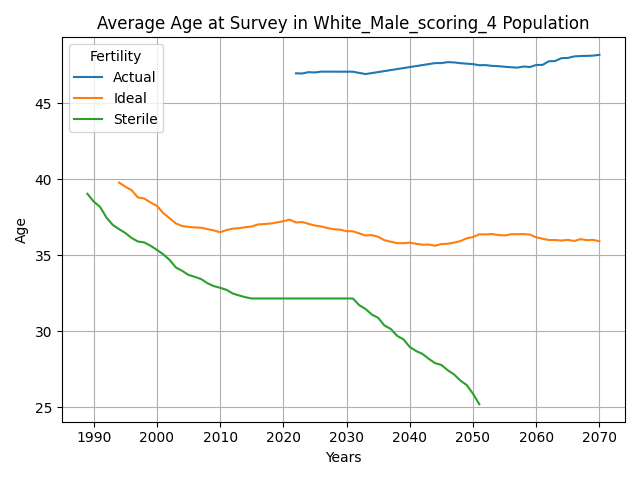 Average Age at Survey in White_Male_scoring_4 Population
Fertility
Actual
Ideal
Sterile
Age
45
40
35
30
25
1990 2000 2010 2020 2030 2040 2050 2060 2070
Years